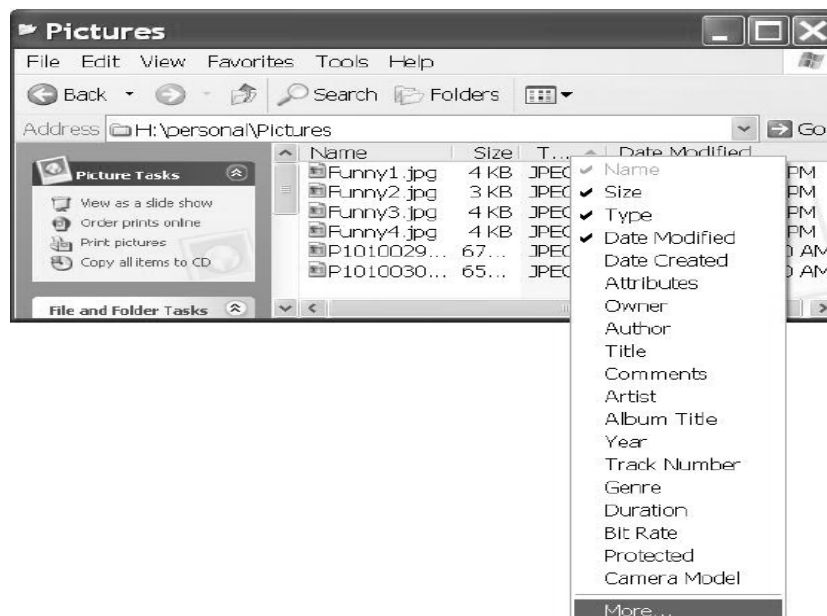 Pictures
File Edit View Favorites Tools Help
Back Search Folders
Address H:\personal\Pictures Go
Picture Tasks
View as a slide show
Order prints online
Print pictures
Copy all items to CD
File and Folder Tasks
Name Size T... Date Modified
Funny1.jpg 4 KB JPEG PM
Funny2.jpg 3 KB JPEG PM
Funny3.jpg 4 KB JPEG PM
Funny4.jpg 4 KB JPEG PM
P1010029... 67... JPEG AM
P1010030... 65... JPEG AM
Name
Size
Type
Date Modified
Date Created
Attributes
Owner
Author
Title
Comments
Artist
Album Title
Year
Track Number
Genre
Duration
Bit Rate
Protected
Camera Model
More...